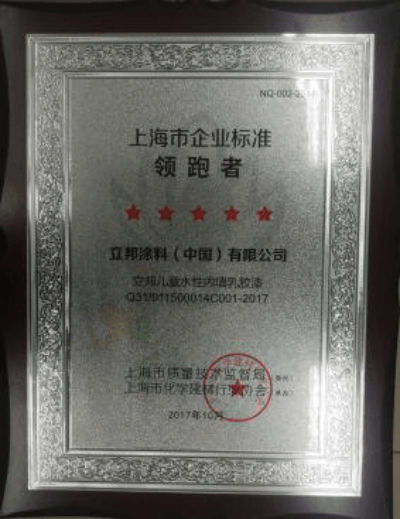 上海市企业标准
领跑者
立邦涂料（中国）有限公司
立邦儿童水性内墙乳胶漆
上海市质量技术监督局
上海市化学建材行业协会
2017年10月